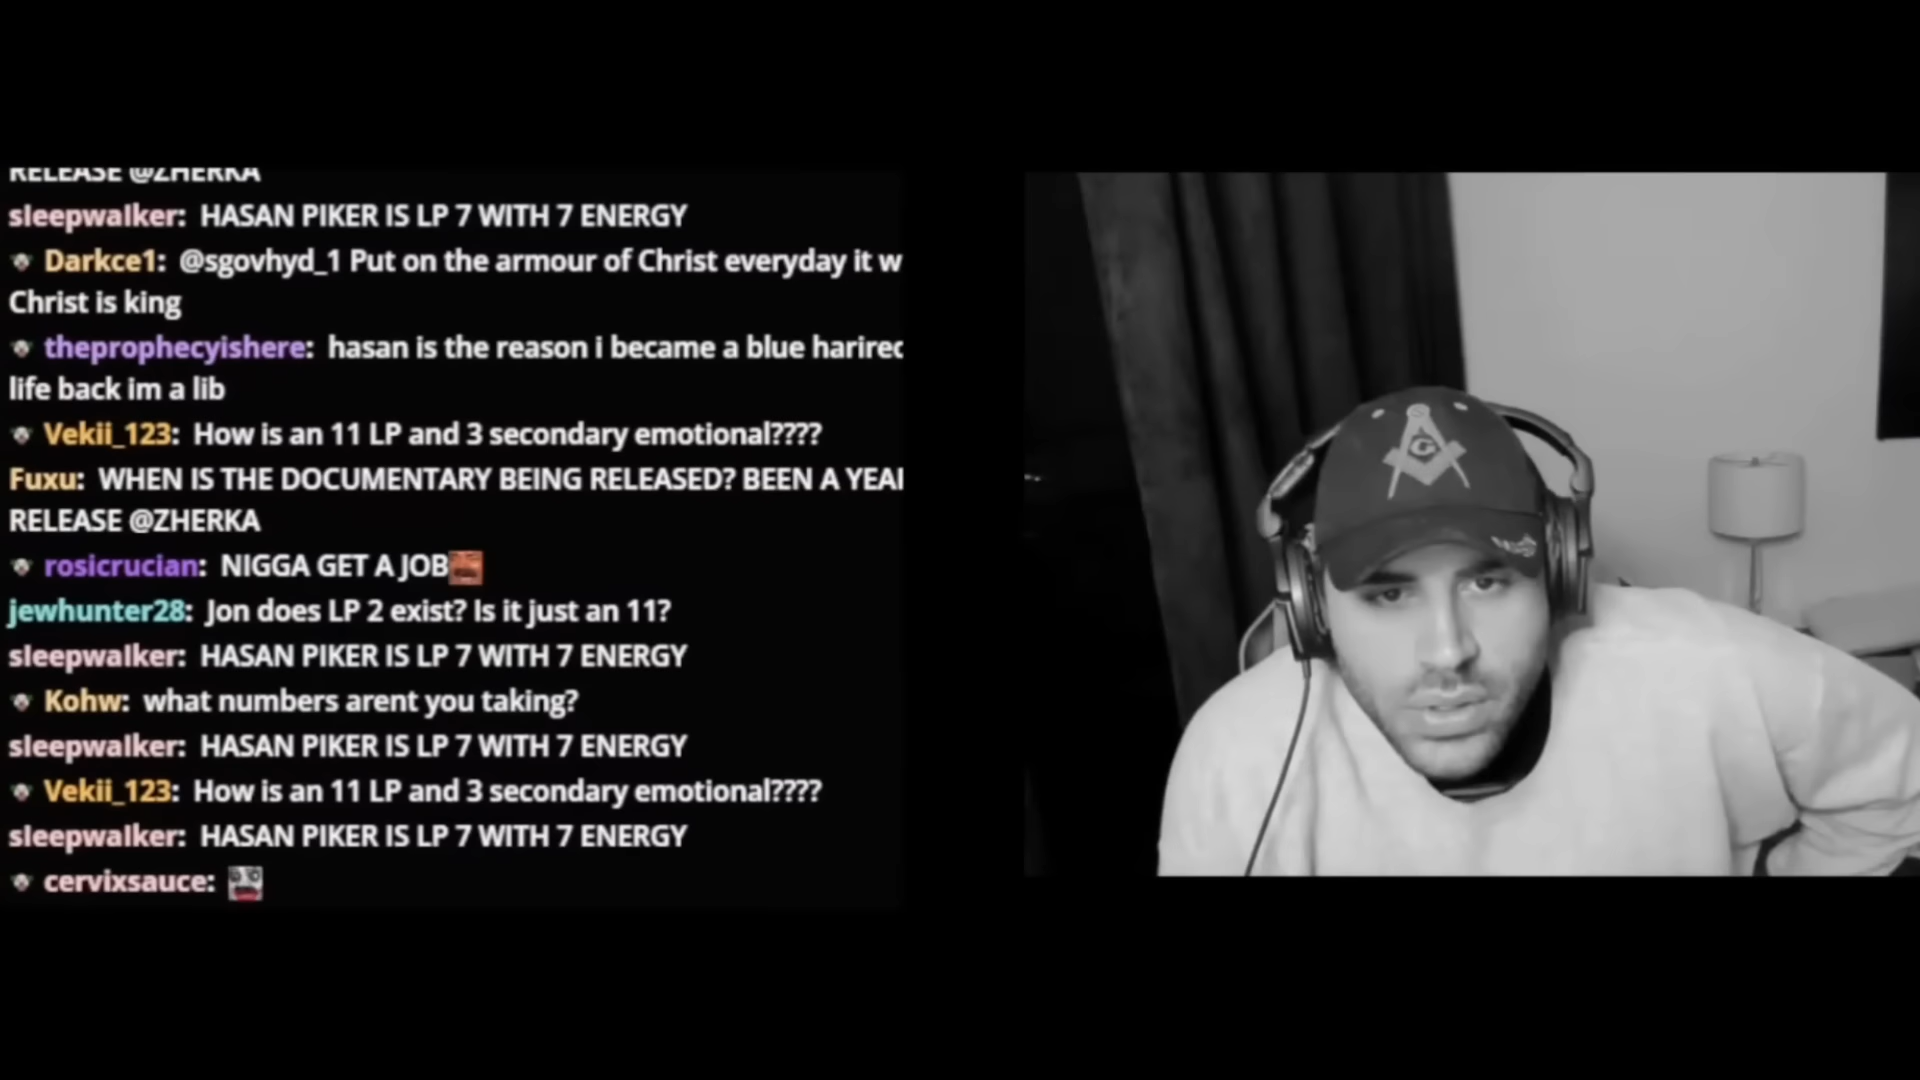 RELEASE @ZHERKA
sleepwalker: HASAN PIKER IS LP 7 WITH 7 ENERGY
Darkce1: @sgovhyd_1 Put on the armour of Christ everyday it w
Christ is king
theprophecyishere: hasan is the reason i became a blue harired
life back im a lib
Vekii_123: How is an 11 LP and 3 secondary emotional????
Fuxu: WHEN IS THE DOCUMENTARY BEING RELEASED? BEEN A YEAR
RELEASE @ZHERKA
rosicrucian: NIGGA GET A JOB
jewhunter28: Jon does LP 2 exist? Is it just an 11?
sleepwalker: HASAN PIKER IS LP 7 WITH 7 ENERGY
Kohw: what numbers arent you taking?
sleepwalker: HASAN PIKER IS LP 7 WITH 7 ENERGY
Vekii_123: How is an 11 LP and 3 secondary emotional????
sleepwalker: HASAN PIKER IS LP 7 WITH 7 ENERGY
cervixsauce:
G